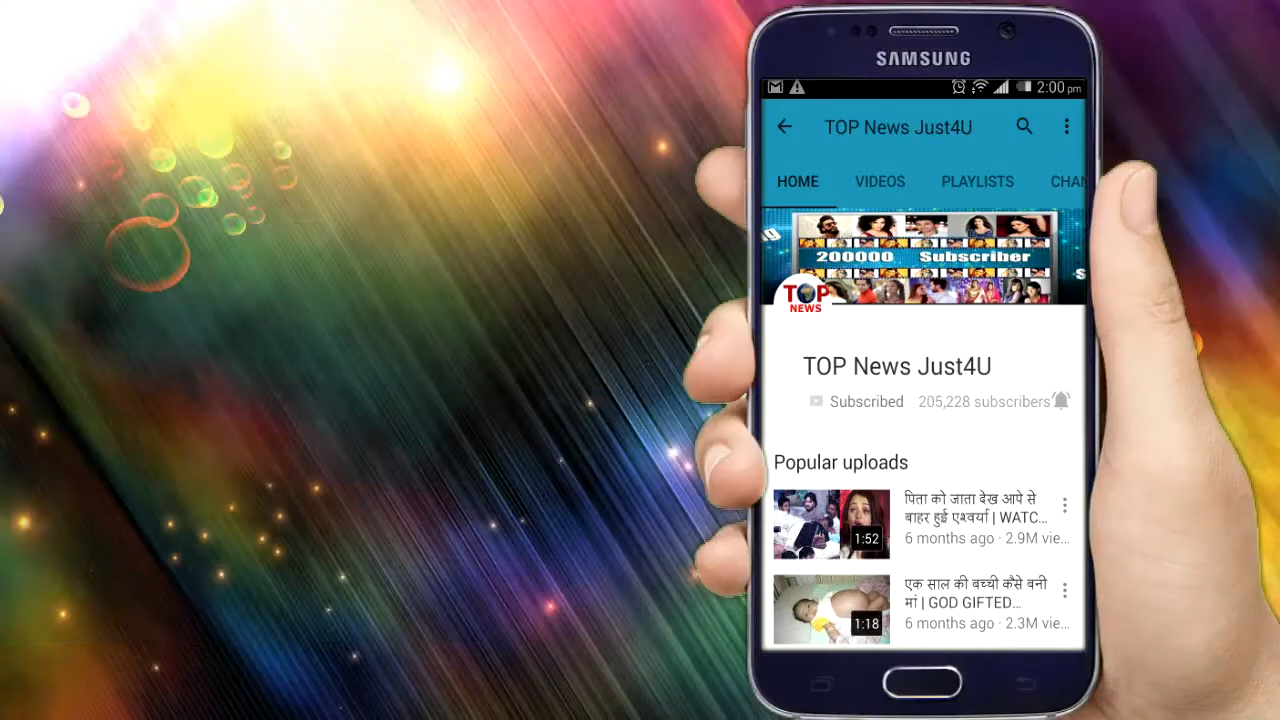 SAMSUNG
2:00 pm
TOP News Just4U
HOME VIDEOS PLAYLISTS CHAN
200000 Subscriber
TOP
NEWS
TOP News Just4U
Subscribed 205,228 subscribers
Popular uploads
पिता को जाता देख आपे से
बाहर हुई एश्वर्या | WATC...
6 months ago · 2.9M vie...
1:52
एक साल की बच्ची कैसे बनी
मां | GOD GIFTED...
6 months ago · 2.3M vie...
1:18